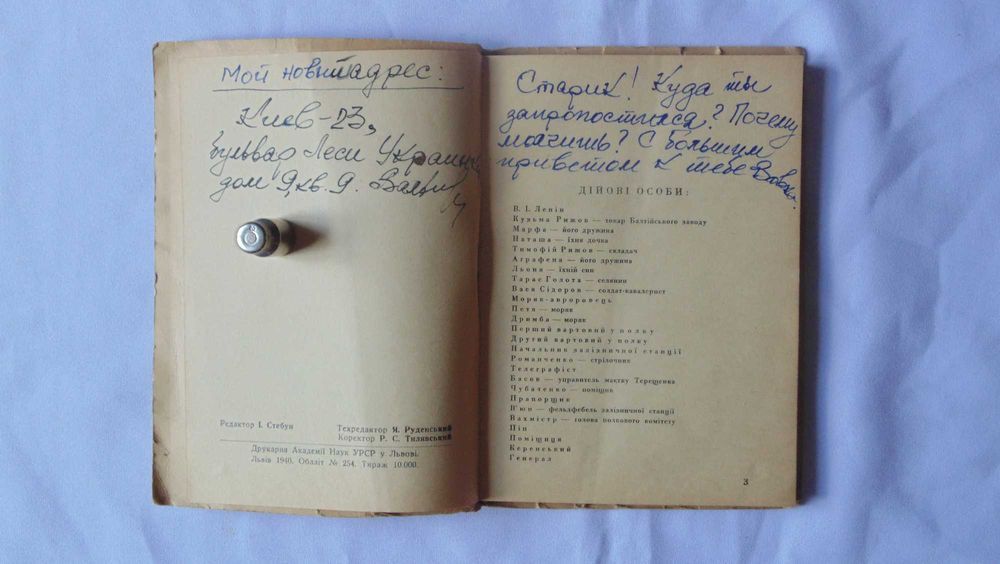 Мой новый адрес:
Киев-23,
бульвар Леси Украинки
дом 9, кв. 9.
Редактор І. Стебун
Техредактор Я. Руденський
Коректор Р. С. Тилявський
Друкарня Академії Наук УРСР у Львові.
Львів 1940. Обліт № 254. Тираж 10.000.
Старик! Куда ты
запропостился? Почему
молчишь? С большим
приветом к тебе
ДІЙОВІ ОСОБИ:
В. І. Ленін
Кузьма Рижов — токар Балтійського заводу
Марфа — його дружина
Наташа — їхня дочка
Тимофій Рижов — складач
Аграфена — його дружина
Льоня — їхній син
Тарас Голота — селянин
Вася Сідоров — солдат-кавалерист
Моряк-авроровець
Петя — моряк
Дримба — моряк
Перший вартовий у полку
Другий вартовий у полку
Начальник залізничної станції
Романченко — стрілочник
Телеграфіст
Басов — управитель маєтку Терещенка
Чубатенко — поміщик
Прапорщик
П'юн — фельдфебель залізничної станції
Вахмістр — голова полкового комітету
Піп
Поміщиця
Керенський
Генерал
3